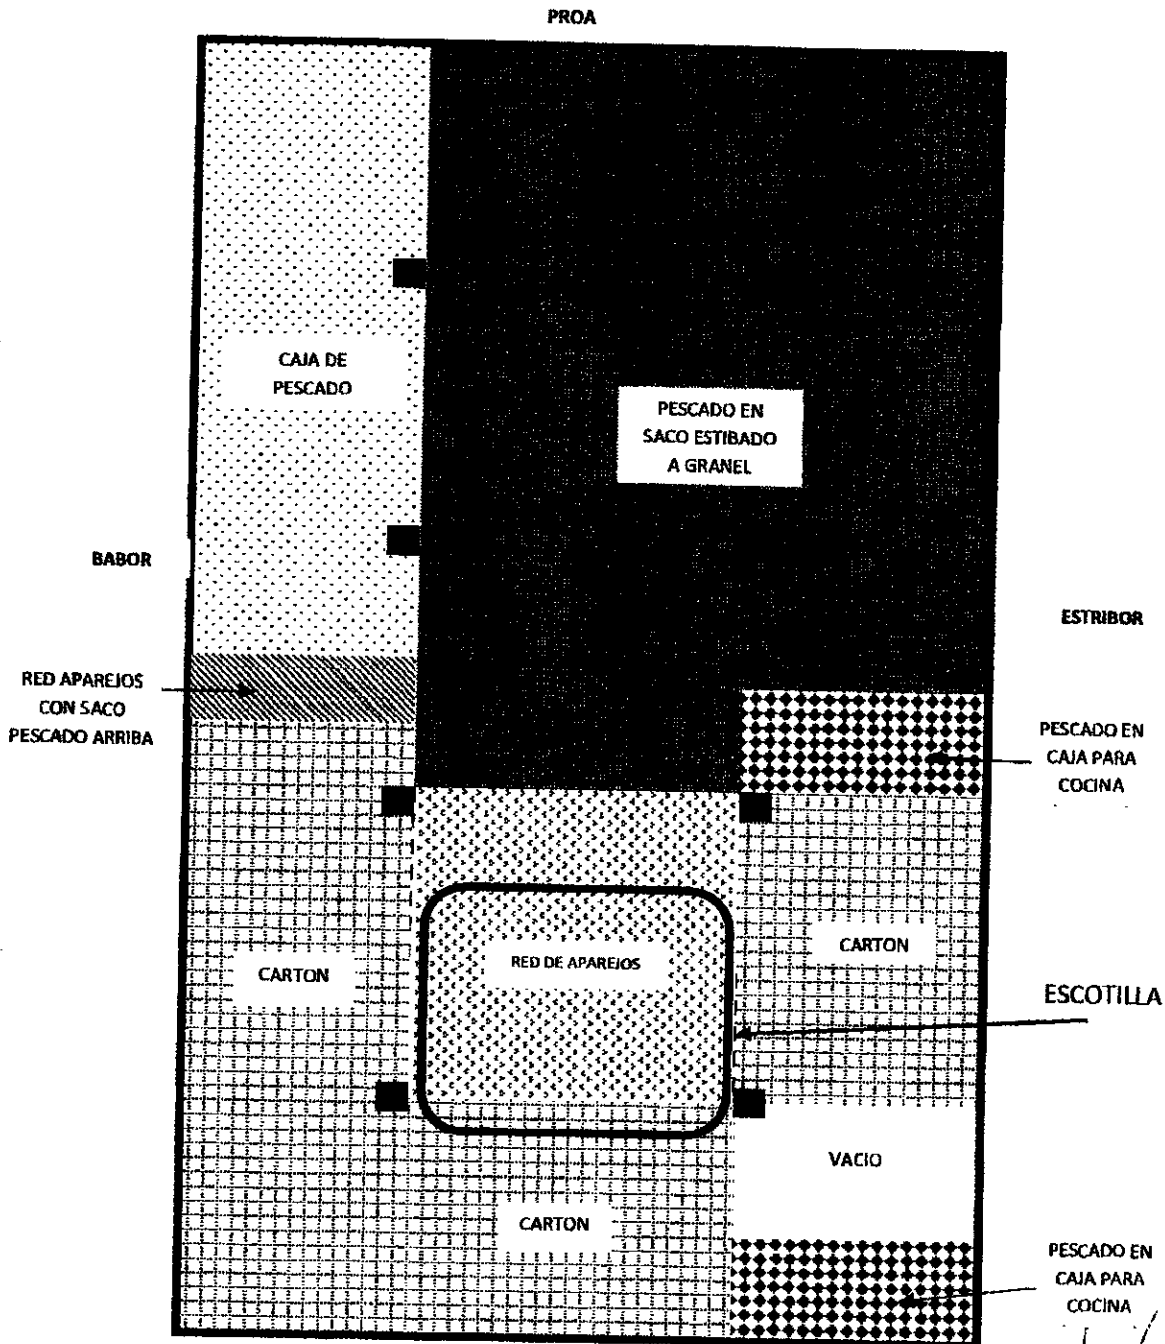 PROA
CAJA DE
PESCADO
PESCADO EN
SACO ESTIBADO
A GRANEL
BABOR
ESTRIBOR
RED APAREJOS
CON SACO
PESCADO ARRIBA
PESCADO EN
CAJA PARA
COCINA
CARTON
RED DE APAREJOS
CARTON
ESCOTILLA
VACIO
CARTON
PESCADO EN
CAJA PARA
COCINA